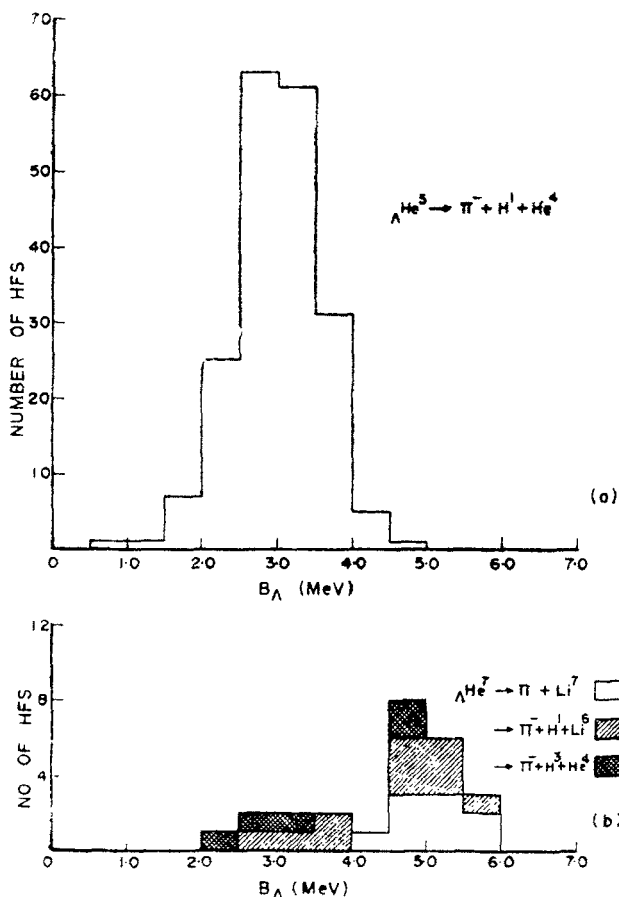 70
60
50
40
30
20
10
NUMBER OF HFS
ΛHe⁵ → π⁻ + H¹ + He⁴
(a)
0 1·0 2·0 3·0 4·0 5·0 6·0 7·0
BΛ (MeV)
12
8
4
NO OF HFS
ΛHe⁷ → π + Li⁷
→ π⁻ + H¹ + Li⁶
→ π⁻ + H³ + He⁴
(b)
0 1·0 2·0 3·0 4·0 5·0 6·0 7·0
BΛ (MeV)